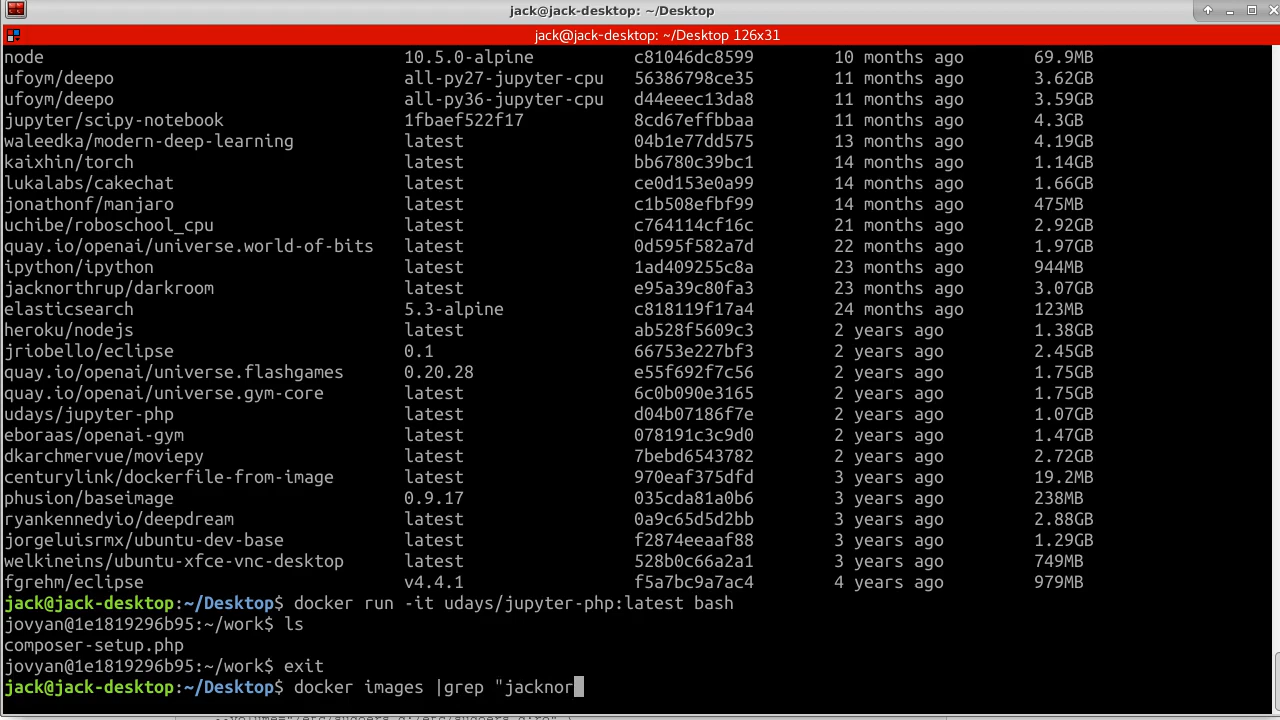 jack@jack-desktop: ~/Desktop
jack@jack-desktop: ~/Desktop 126x31
node 10.5.0-alpine c81046dc8599 10 months ago 69.9MB
ufoym/deepo all-py27-jupyter-cpu 56386798ce35 11 months ago 3.62GB
ufoym/deepo all-py36-jupyter-cpu d44eeec13da8 11 months ago 3.59GB
jupyter/scipy-notebook 1fbaef522f17 8cd67effbbaa 11 months ago 4.3GB
waleedka/modern-deep-learning latest 04b1e77dd575 13 months ago 4.19GB
kaixhin/torch latest bb6780c39bc1 14 months ago 1.14GB
lukalabs/cakechat latest ce0d153e0a99 14 months ago 1.66GB
jonathonf/manjaro latest c1b508efbf99 14 months ago 475MB
uchibe/roboschool_cpu latest c764114cf16c 21 months ago 2.92GB
quay.io/openai/universe.world-of-bits latest 0d595f582a7d 22 months ago 1.97GB
ipython/ipython latest 1ad409255c8a 23 months ago 944MB
jacknorthrup/darkroom latest e95a39c80fa3 23 months ago 3.07GB
elasticsearch 5.3-alpine c818119f17a4 24 months ago 123MB
heroku/nodejs latest ab528f5609c3 2 years ago 1.38GB
jriobello/eclipse 0.1 66753e227bf3 2 years ago 2.45GB
quay.io/openai/universe.flashgames 0.20.28 e55f692f7c56 2 years ago 1.75GB
quay.io/openai/universe.gym-core latest 6c0b090e3165 2 years ago 1.75GB
udays/jupyter-php latest d04b07186f7e 2 years ago 1.07GB
eboraas/openai-gym latest 078191c3c9d0 2 years ago 1.47GB
dkarchmervue/moviepy latest 7bebd6543782 2 years ago 2.72GB
centurylink/dockerfile-from-image latest 970eaf375dfd 3 years ago 19.2MB
phusion/baseimage 0.9.17 035cda81a0b6 3 years ago 238MB
ryankennedyio/deepdream latest 0a9c65d5d2bb 3 years ago 2.88GB
jorgeluisrmx/ubuntu-dev-base latest f2874eeaaf88 3 years ago 1.29GB
welkineins/ubuntu-xfce-vnc-desktop latest 528b0c66a2a1 3 years ago 749MB
fgrehm/eclipse v4.4.1 f5a7bc9a7ac4 4 years ago 979MB
jack@jack-desktop:~/Desktop$ docker run -it udays/jupyter-php:latest bash
jovyan@1e1819296b95:~/work$ ls
composer-setup.php
jovyan@1e1819296b95:~/work$ exit
jack@jack-desktop:~/Desktop$ docker images |grep "jacknor